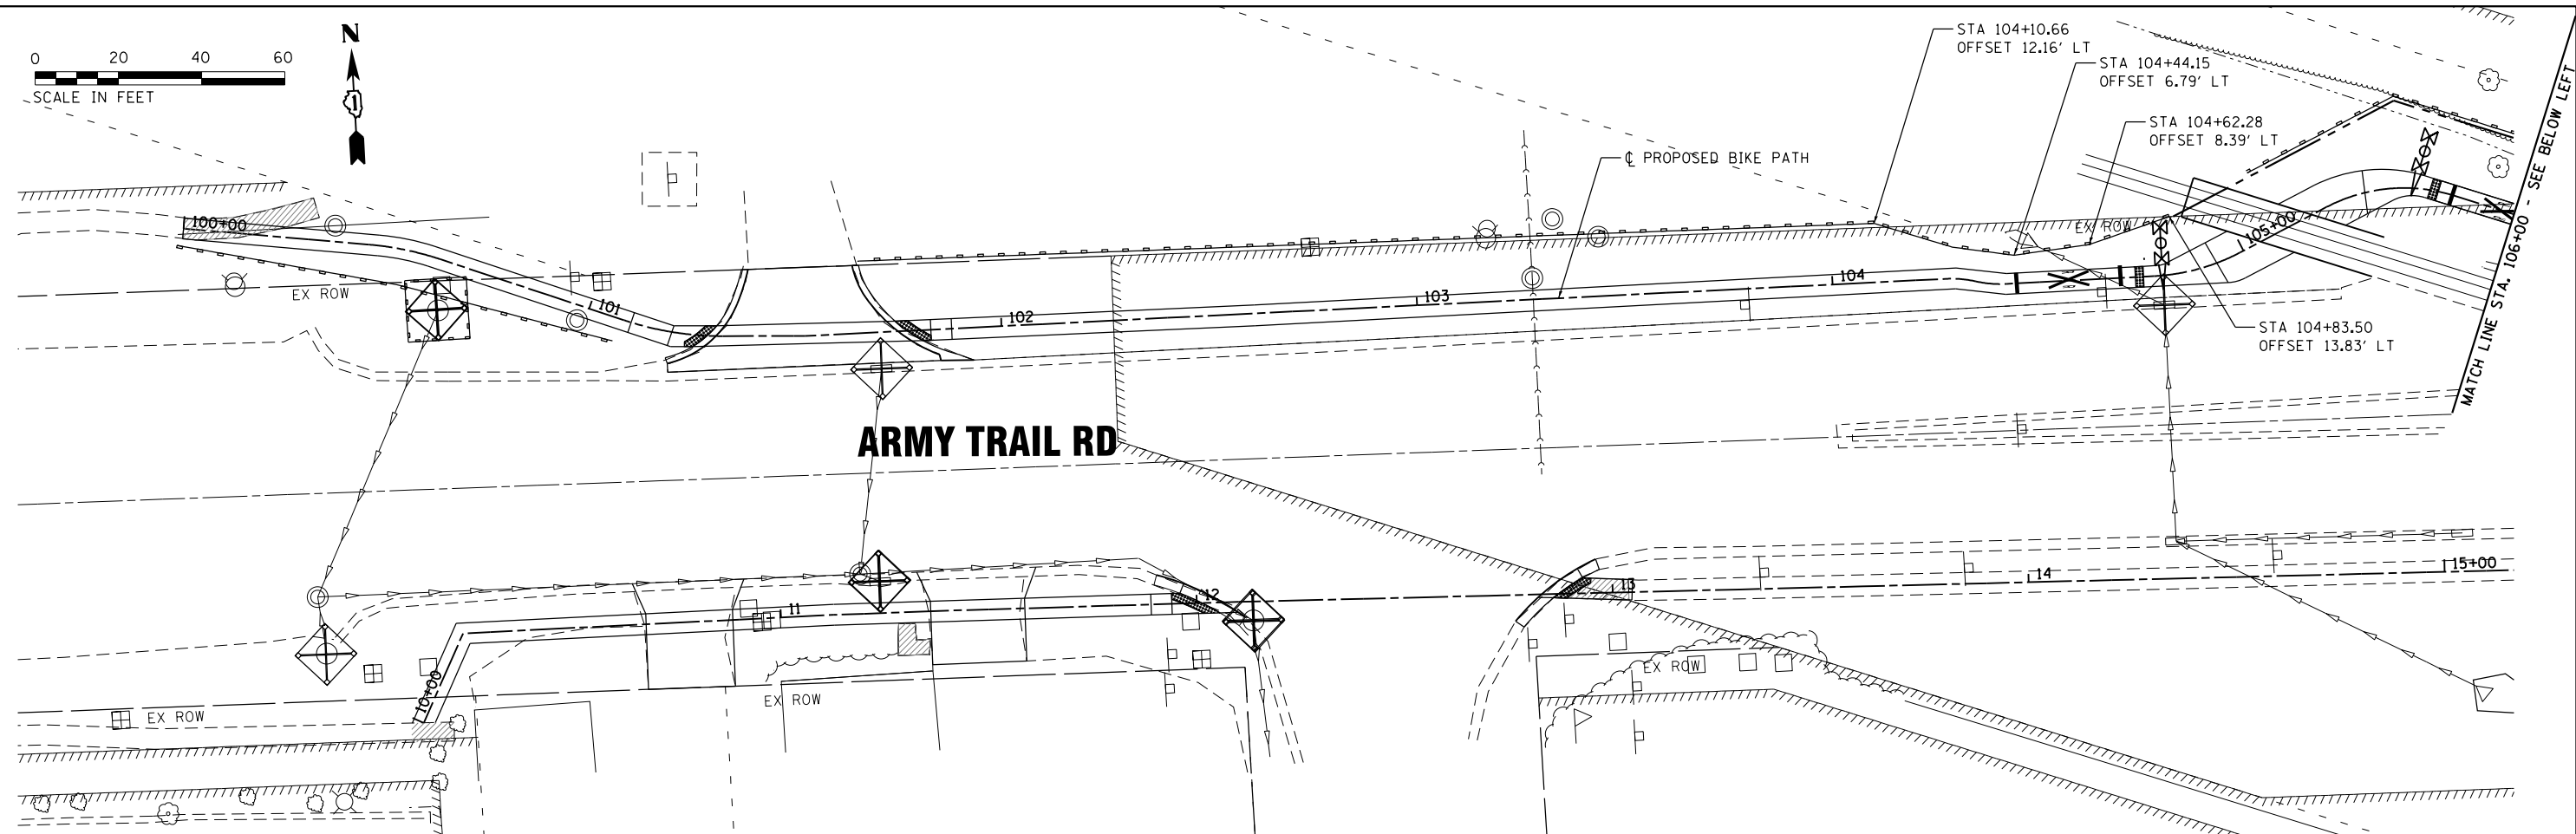 N
0 20 40 60
SCALE IN FEET
STA 104+10.66
OFFSET 12.16' LT
STA 104+44.15
OFFSET 6.79' LT
STA 104+62.28
OFFSET 8.39' LT
℄ PROPOSED BIKE PATH
100+00
EX ROW
101
102
103
104
EX ROW
105+00
STA 104+83.50
OFFSET 13.83' LT
MATCH LINE STA. 106+00 - SEE BELOW LEFT
ARMY TRAIL RD
10+00
11
12
13
14
15+00
EX ROW
EX ROW
EX ROW